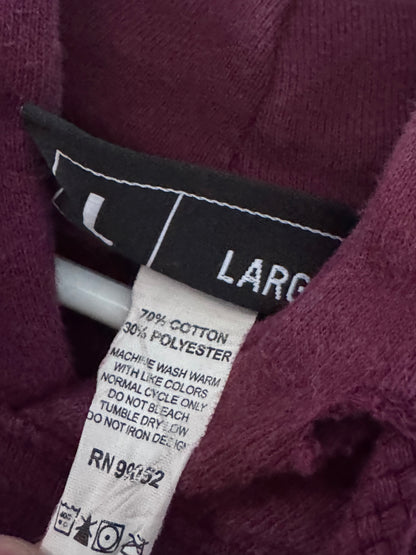 L
LARG
70% COTTON
30% POLYESTER
MACHINE WASH WARM
WITH LIKE COLORS
NORMAL CYCLE ONLY
DO NOT BLEACH
TUMBLE DRY LOW
DO NOT IRON DESIGN